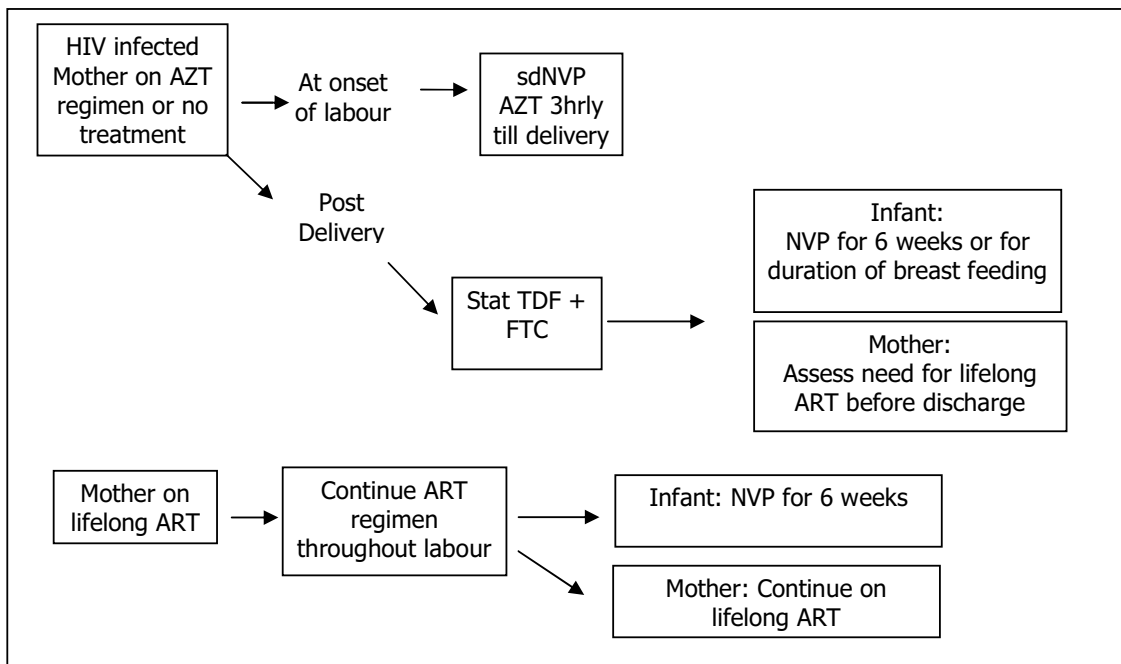 HIV infected
Mother on AZT
regimen or no
treatment
At onset
of labour
sdNVP
AZT 3hrly
till delivery
Post
Delivery
Stat TDF +
FTC
Infant:
NVP for 6 weeks or for
duration of breast feeding
Mother:
Assess need for lifelong
ART before discharge
Mother on
lifelong ART
Continue ART
regimen
throughout labour
Infant: NVP for 6 weeks
Mother: Continue on
lifelong ART